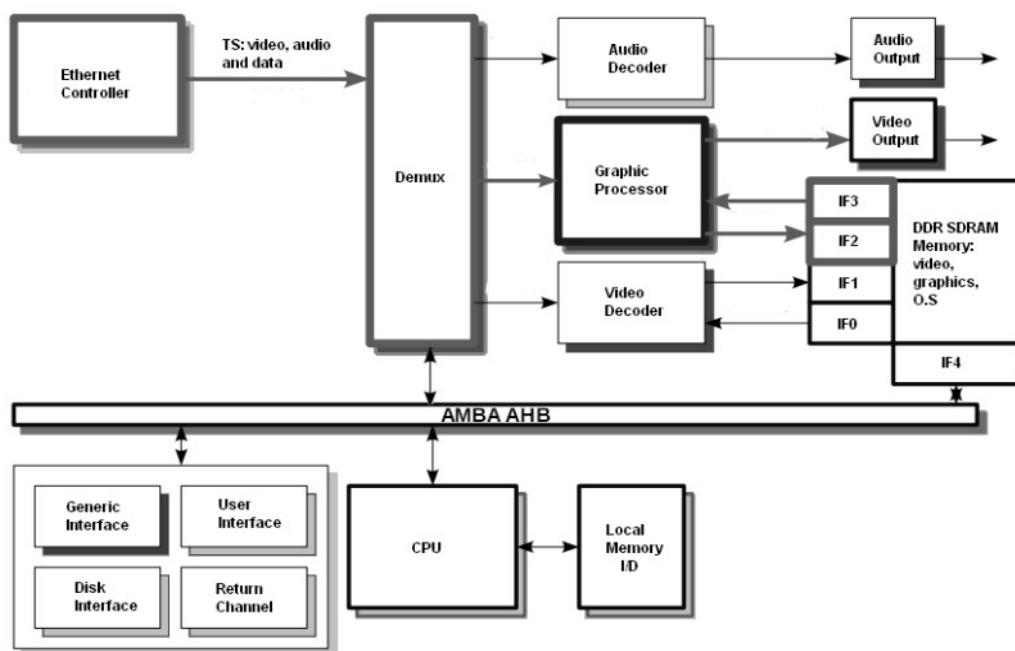 Ethernet
Controller
TS: video, audio
and data
Demux
Audio
Decoder
Audio
Output
Graphic
Processor
Video
Output
IF3
IF2
IF1
IF0
DDR SDRAM
Memory:
video,
graphics,
O.S
IF4
Video
Decoder
AMBA AHB
Generic
Interface
User
Interface
Disk
Interface
Return
Channel
CPU
Local
Memory
I/D